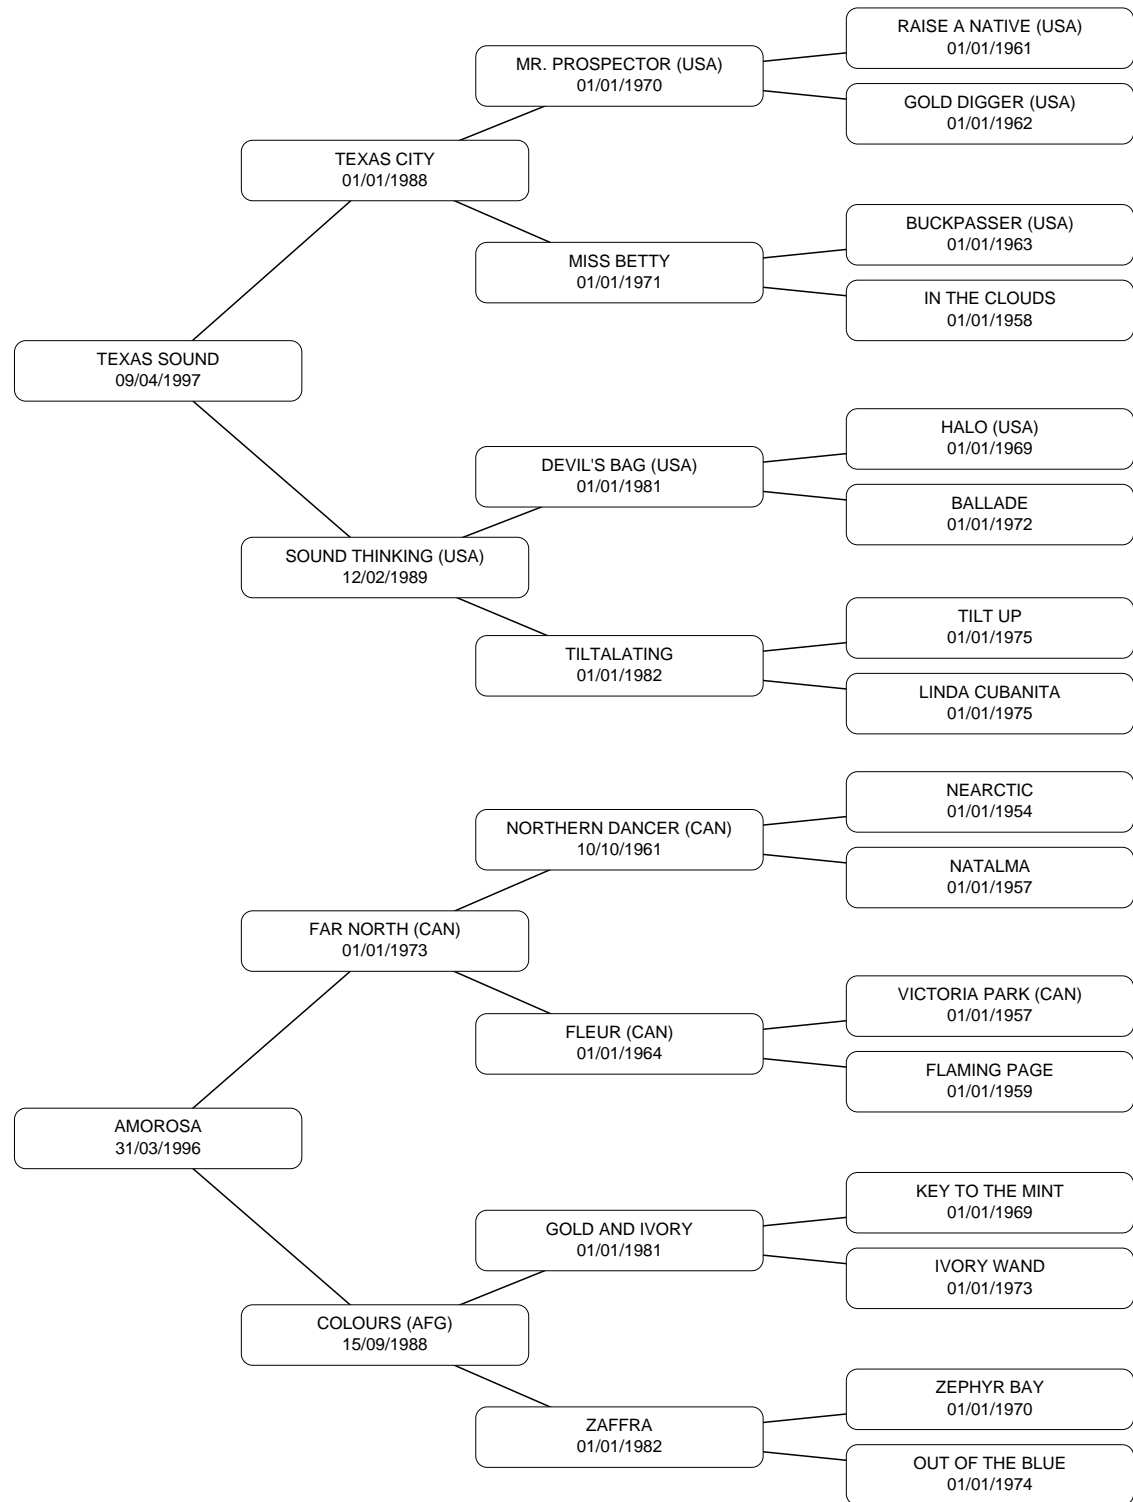 RAISE A NATIVE (USA)
01/01/1961
MR. PROSPECTOR (USA)
01/01/1970
GOLD DIGGER (USA)
01/01/1962
TEXAS CITY
01/01/1988
BUCKPASSER (USA)
01/01/1963
MISS BETTY
01/01/1971
IN THE CLOUDS
01/01/1958
TEXAS SOUND
09/04/1997
HALO (USA)
01/01/1969
DEVIL'S BAG (USA)
01/01/1981
BALLADE
01/01/1972
SOUND THINKING (USA)
12/02/1989
TILT UP
01/01/1975
TILTALATING
01/01/1982
LINDA CUBANITA
01/01/1975
NEARCTIC
01/01/1954
NORTHERN DANCER (CAN)
10/10/1961
NATALMA
01/01/1957
FAR NORTH (CAN)
01/01/1973
VICTORIA PARK (CAN)
01/01/1957
FLEUR (CAN)
01/01/1964
FLAMING PAGE
01/01/1959
AMOROSA
31/03/1996
KEY TO THE MINT
01/01/1969
GOLD AND IVORY
01/01/1981
IVORY WAND
01/01/1973
COLOURS (AFG)
15/09/1988
ZEPHYR BAY
01/01/1970
ZAFFRA
01/01/1982
OUT OF THE BLUE
01/01/1974